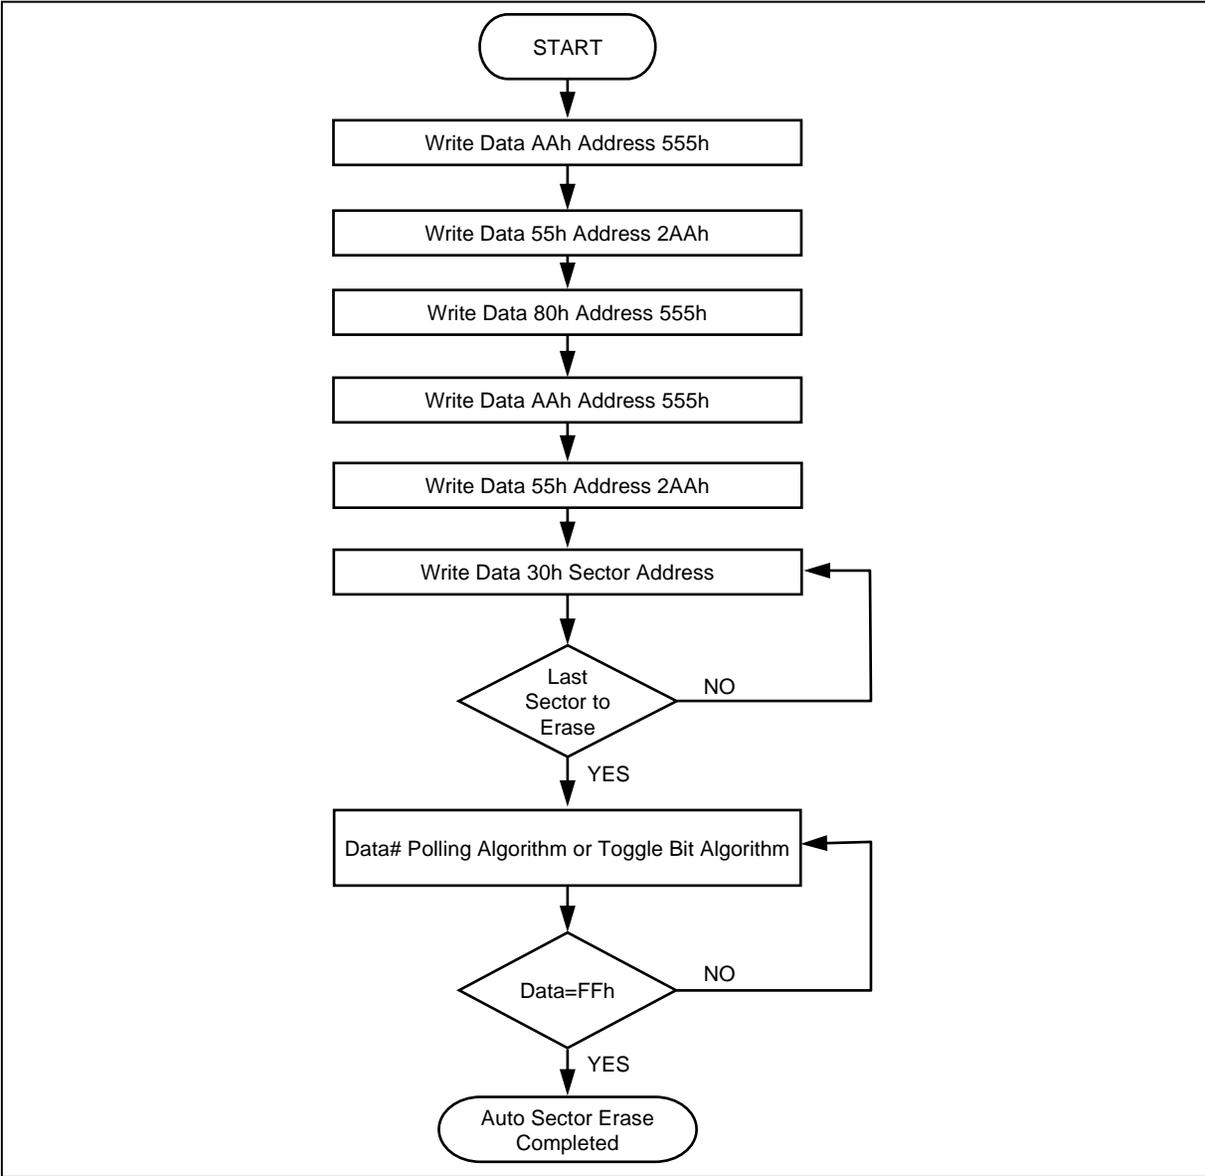 START
Write Data AAh Address 555h
Write Data 55h Address 2AAh
Write Data 80h Address 555h
Write Data AAh Address 555h
Write Data 55h Address 2AAh
Write Data 30h Sector Address
Last
Sector to
Erase
NO
YES
Data# Polling Algorithm or Toggle Bit Algorithm
Data=FFh
NO
YES
Auto Sector Erase
Completed